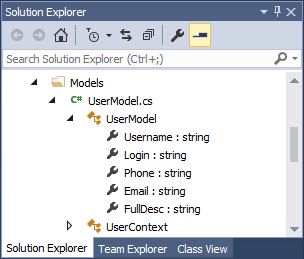 Solution Explorer
Search Solution Explorer (Ctrl+;)
Models
C# UserModel.cs
UserModel
Username : string
Login : string
Phone : string
Email : string
FullDesc : string
UserContext
Solution Explorer Team Explorer Class View